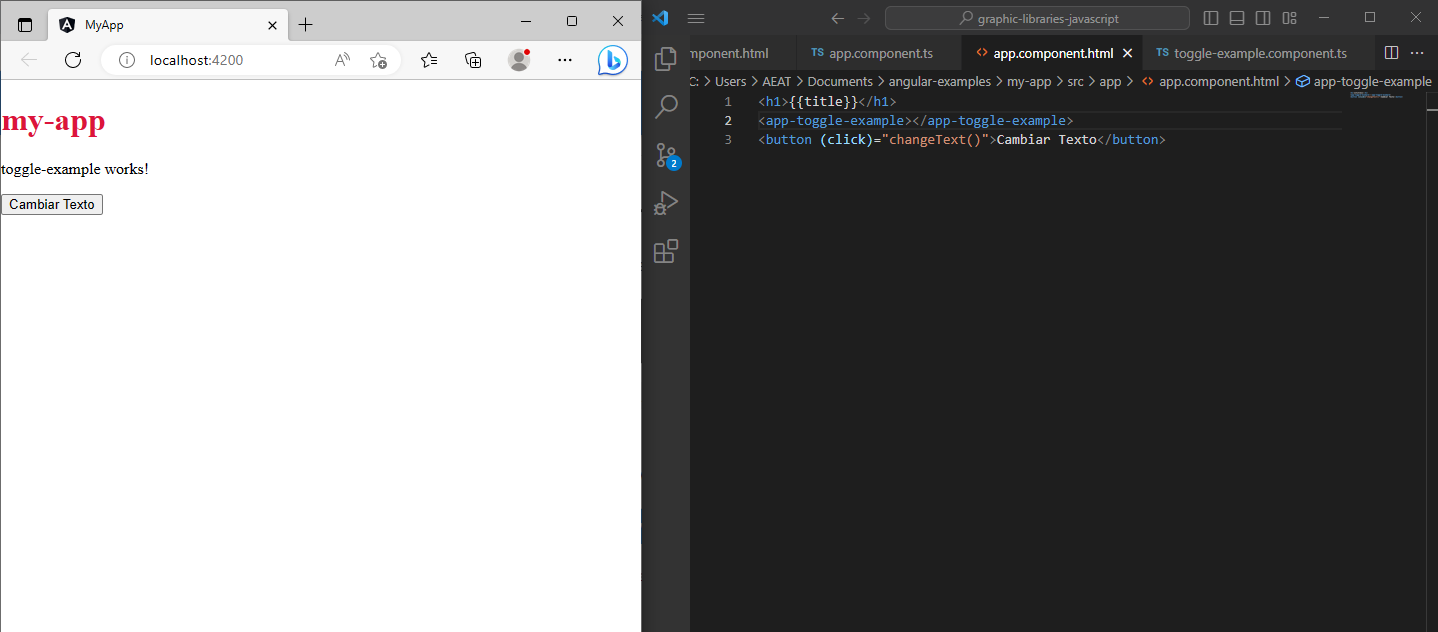 MyApp
localhost:4200
my-app
toggle-example works!
Cambiar Texto
graphic-libraries-javascript
mponent.html
TS app.component.ts
<> app.component.html
TS toggle-example.component.ts
C: > Users > AEAT > Documents > angular-examples > my-app > src > app > <> app.component.html > app-toggle-example
1 <h1>{{title}}</h1>
2 <app-toggle-example></app-toggle-example>
3 <button (click)="changeText()">Cambiar Texto</button>
2